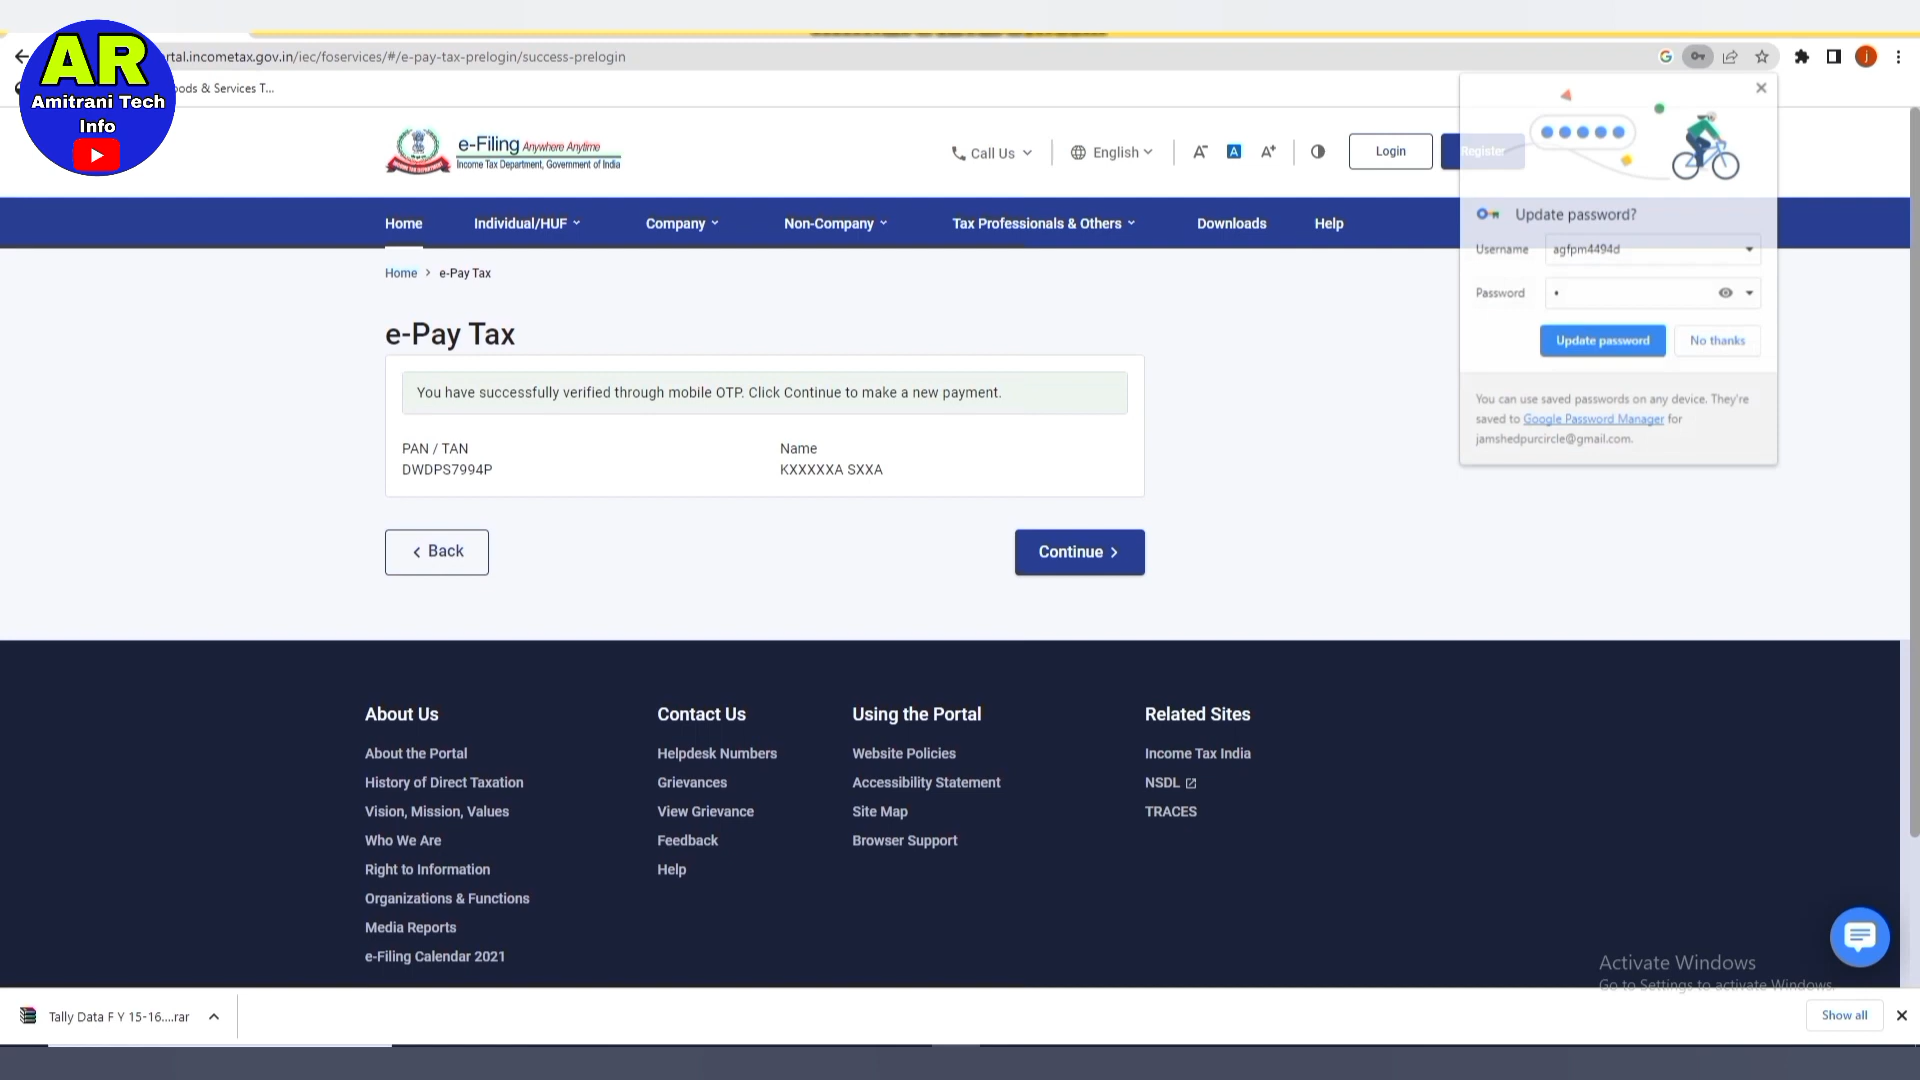 AR
Amitrani Tech
Info
rtal.incometax.gov.in/iec/foservices/#/e-pay-tax-prelogin/success-prelogin
oods & Services T...
e-Filing Anywhere Anytime
Income Tax Department, Government of India
Call Us
English
A-
A
A+
Login
Register
Home
Individual/HUF
Company
Non-Company
Tax Professionals & Others
Downloads
Help
Update password?
Username
agfpm4494d
Password
Update password
No thanks
You can use saved passwords on any device. They're
saved to Google Password Manager for
jamshedpurcircle@gmail.com.
Home > e-Pay Tax
e-Pay Tax
You have successfully verified through mobile OTP. Click Continue to make a new payment.
PAN / TAN
DWDPS7994P
Name
KXXXXXA SXXA
< Back
Continue >
About Us
About the Portal
History of Direct Taxation
Vision, Mission, Values
Who We Are
Right to Information
Organizations & Functions
Media Reports
e-Filing Calendar 2021
Contact Us
Helpdesk Numbers
Grievances
View Grievance
Feedback
Help
Using the Portal
Website Policies
Accessibility Statement
Site Map
Browser Support
Related Sites
Income Tax India
NSDL
TRACES
Activate Windows
Go to Settings to activate Windows.
Tally Data F Y 15-16....rar
Show all
j